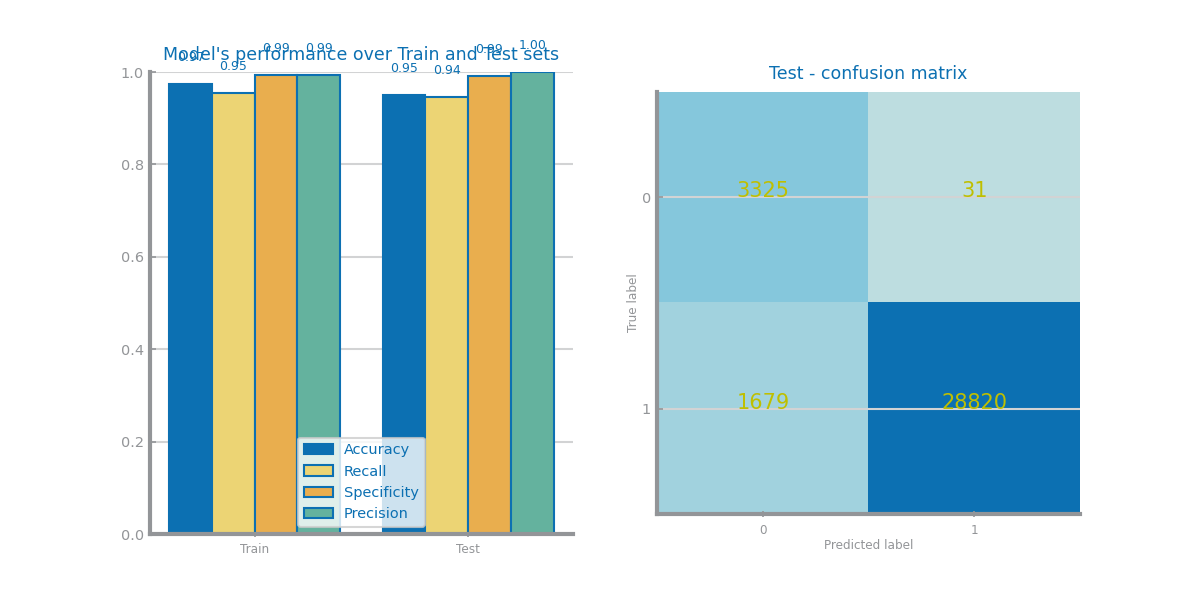 Model's performance over Train and Test sets
0.97
0.95
0.99
0.99
0.95
0.94
0.99
1.00
1.0
0.8
0.6
0.4
0.2
0.0
Accuracy
Recall
Specificity
Precision
Train
Test
Test - confusion matrix
True label
0
3325
31
1
1679
28820
0
1
Predicted label